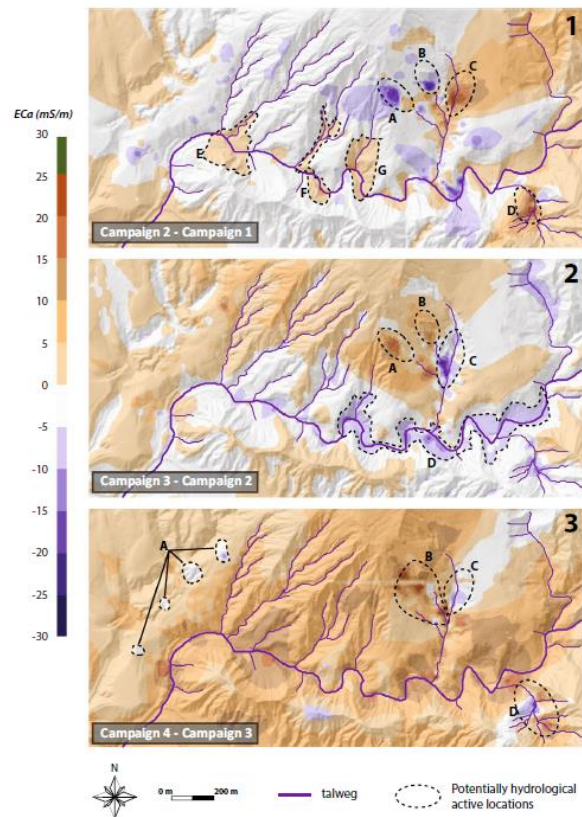 ECa (mS/m)
30
25
20
15
10
5
0
-5
-10
-15
-20
-25
-30
1
B
C
A
E
G
F
D
Campaign 2 - Campaign 1
2
B
A
C
D
Campaign 3 - Campaign 2
3
A
B
C
D
Campaign 4 - Campaign 3
N
0 m 200 m
talweg
Potentially hydrological
active locations